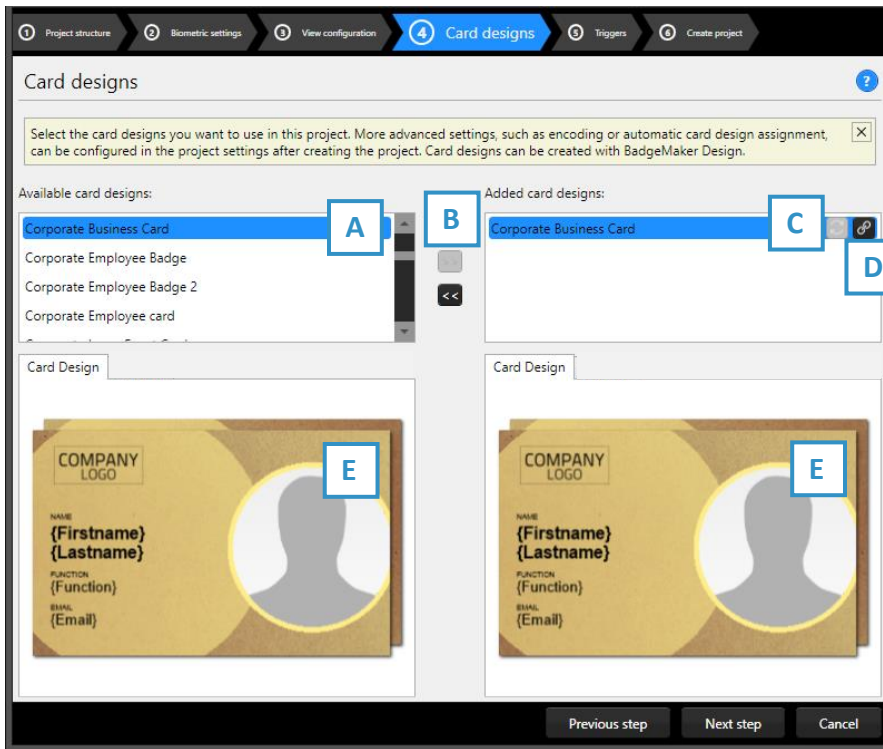 1 Project structure 2 Biometric settings 3 View configuration 4 Card designs 5 Triggers 6 Create project
Card designs
?
Select the card designs you want to use in this project. More advanced settings, such as encoding or automatic card design assignment,
can be configured in the project settings after creating the project. Card designs can be created with BadgeMaker Design.
Available card designs:
Added card designs:
Corporate Business Card
A
Corporate Employee Badge
Corporate Employee Badge 2
Corporate Employee card
B
>>
<<
Corporate Business Card
C
D
Card Design
COMPANY
LOGO
E
NAME
{Firstname}
{Lastname}
FUNCTION
{Function}
EMAIL
{Email}
Card Design
COMPANY
LOGO
E
NAME
{Firstname}
{Lastname}
FUNCTION
{Function}
EMAIL
{Email}
Previous step Next step Cancel